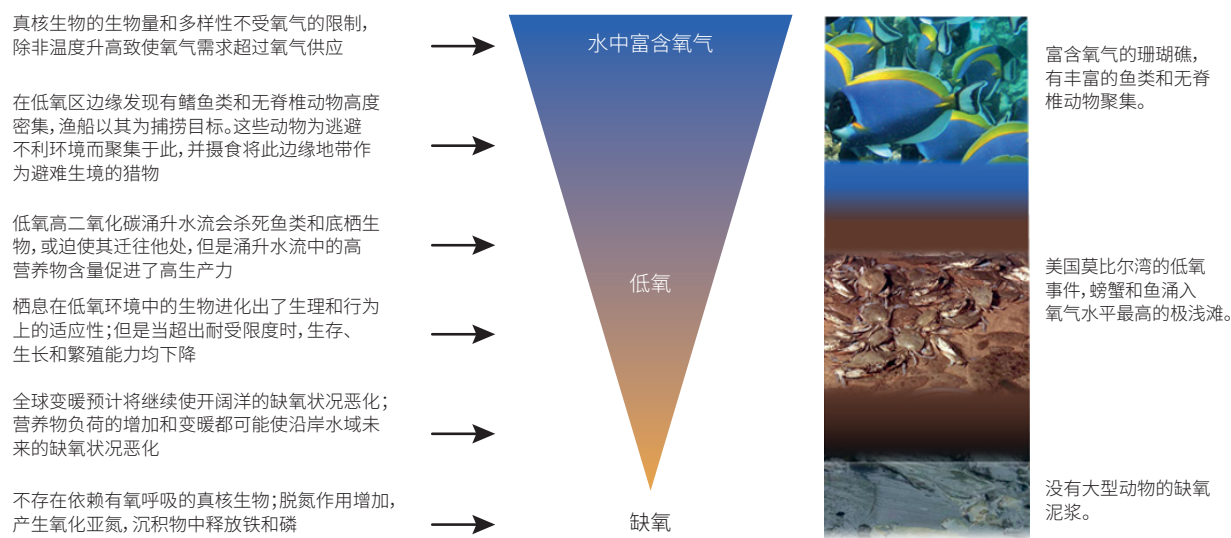 真核生物的生物量和多样性不受氧气的限制，
除非温度升高致使氧气需求超过氧气供应
在低氧区边缘发现有鳍鱼类和无脊椎动物高度
密集，渔船以其为捕捞目标。这些动物为逃避
不利环境而聚集于此，并摄食将此边缘地带作
为避难生境的猎物
低氧高二氧化碳涌升水流会杀死鱼类和底栖生
物，或迫使其迁往他处，但是涌升水流中的高
营养物含量促进了高生产力
栖息在低氧环境中的生物进化出了生理和行为
上的适应性；但是当超出耐受限度时，生存、
生长和繁殖能力均下降
全球变暖预计将继续使开阔洋的缺氧状况恶化；
营养物负荷的增加和变暖都可能使沿岸水域未
来的缺氧状况恶化
不存在依赖有氧呼吸的真核生物；脱氮作用增加，
产生氧化亚氮，沉积物中释放铁和磷
水中富含氧气
低氧
缺氧
富含氧气的珊瑚礁，
有丰富的鱼类和无脊
椎动物聚集。
美国莫比尔湾的低氧
事件，螃蟹和鱼涌入
氧气水平最高的极浅滩。
没有大型动物的缺氧
泥浆。